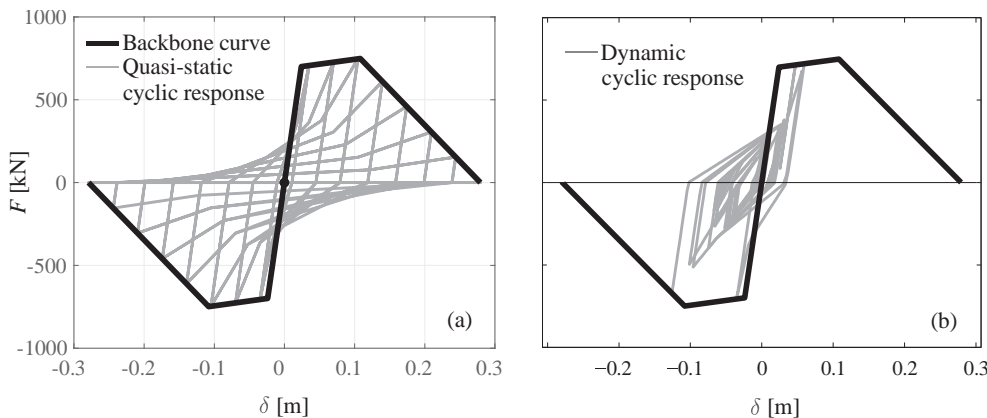 1000
500
0
-500
-1000
F [kN]
Backbone curve
Quasi-static
cyclic response
(a)
-0.3 -0.2 -0.1 0 0.1 0.2 0.3
δ [m]
Dynamic
cyclic response
(b)
−0.2 −0.1 0 0.1 0.2 0.3
δ [m]